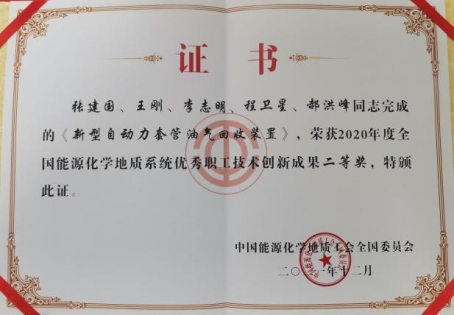 证书
张建国、王刚、李志明、程卫星、郝洪峰同志完成
的《新型自动力套管油气回收装置》，荣获2020年度全
国能源化学地质系统优秀职工技术创新成果二等奖，特颁
此证。
中国能源化学地质工会全国委员会
二〇二一年十二月